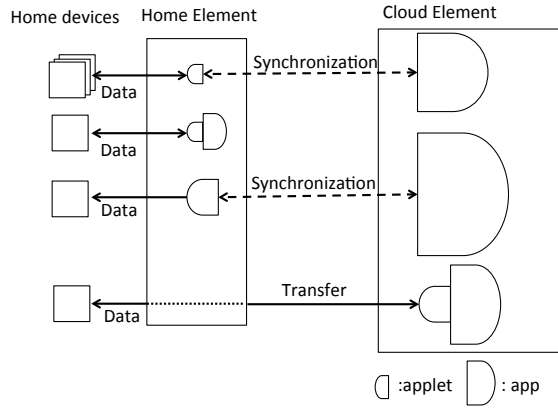 Home devices Home Element Cloud Element
Synchronization
Data
Data
Synchronization
Data
Transfer
Data
:applet : app